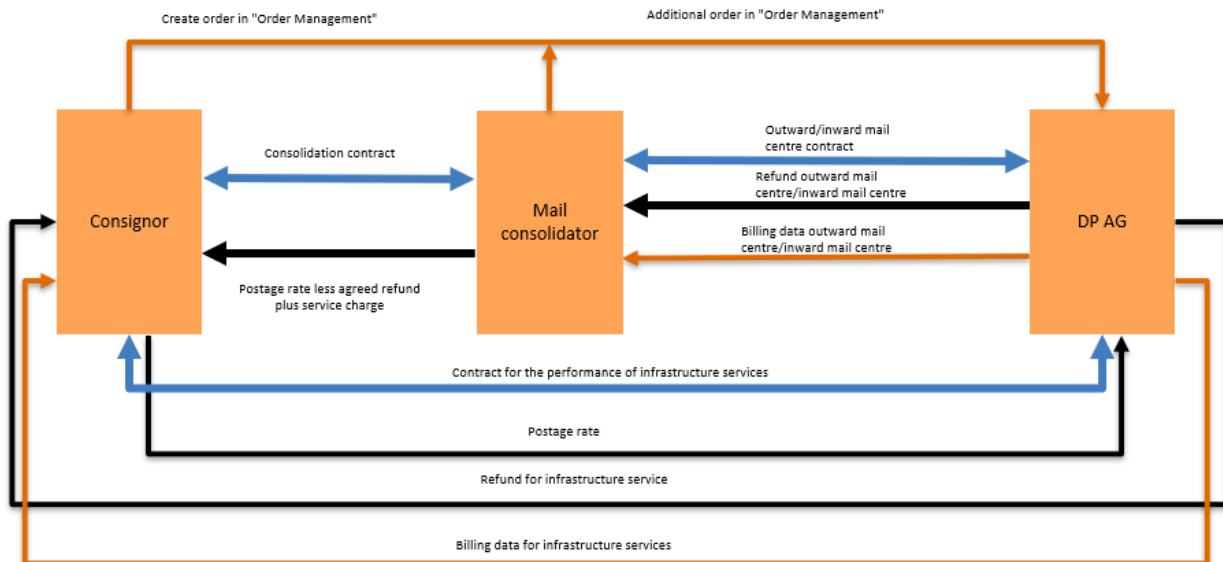 Create order in "Order Management"
Additional order in "Order Management"
Consolidation contract
Outward/inward mail
centre contract
Refund outward mail
centre/inward mail centre
Consignor
Mail
consolidator
DP AG
Billing data outward mail
centre/inward mail centre
Postage rate less agreed refund
plus service charge
Contract for the performance of infrastructure services
Postage rate
Refund for infrastructure service
Billing data for infrastructure services